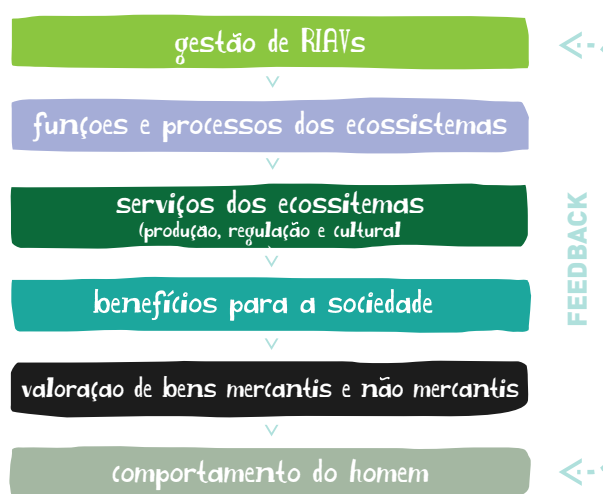 gestão de RIAVs
funçoes e processos dos ecossistemas
serviços dos ecossitemas
(produção, regulação e cultural
benefícios para a sociedade
valoraçao de bens mercantis e não mercantis
comportamento do homem
FEEDBACK